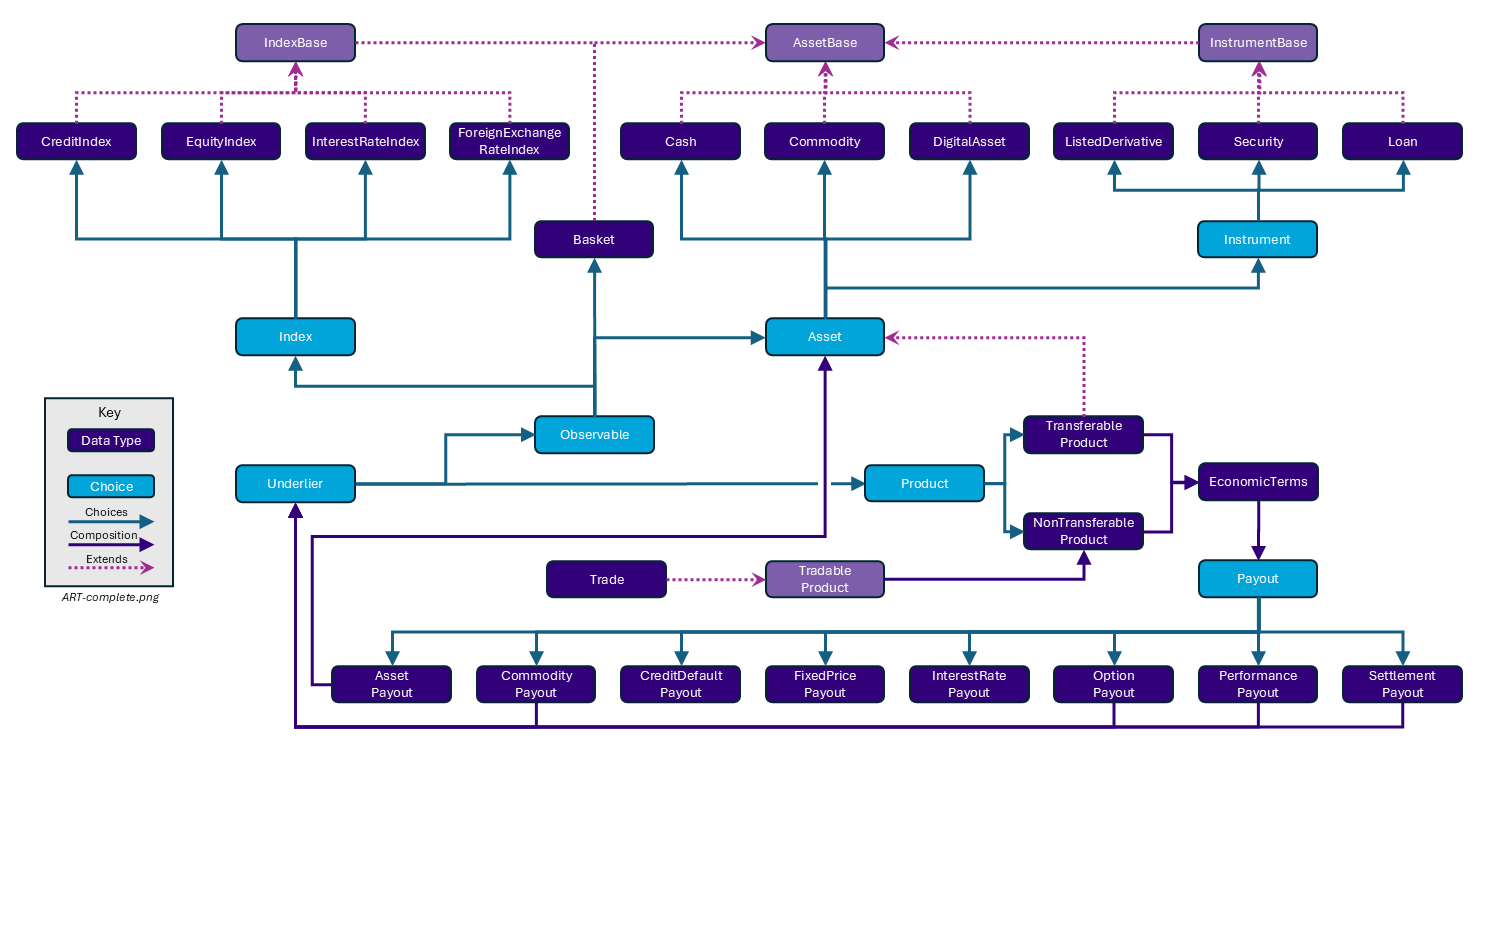 IndexBase
AssetBase
InstrumentBase
CreditIndex
EquityIndex
InterestRateIndex
ForeignExchange
RateIndex
Cash
Commodity
DigitalAsset
ListedDerivative
Security
Loan
Basket
Instrument
Index
Asset
Observable
Transferable
Product
Underlier
Product
EconomicTerms
NonTransferable
Product
Key
Data Type
Choice
Choices
Composition
Extends
ART-complete.png
Trade
Tradable
Product
Payout
Asset
Payout
Commodity
Payout
CreditDefault
Payout
FixedPrice
Payout
InterestRate
Payout
Option
Payout
Performance
Payout
Settlement
Payout